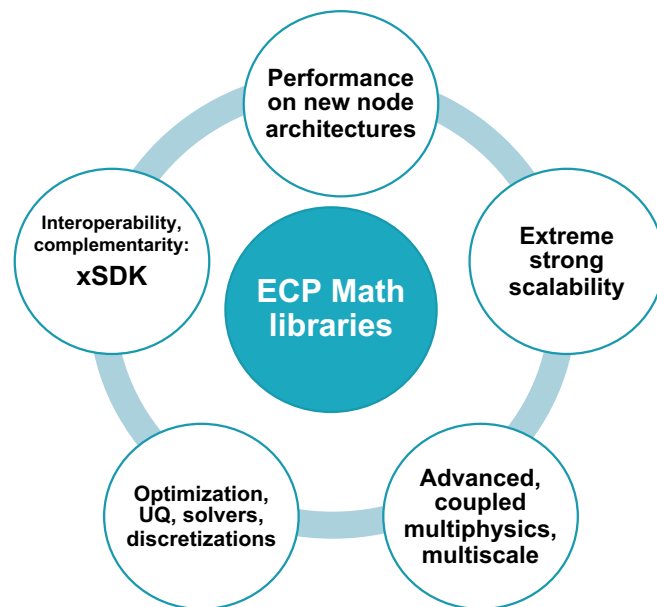 Performance
on new node
architectures
Interoperability,
complementarity:
xSDK
Extreme
strong
scalability
ECP Math
libraries
Optimization,
UQ, solvers,
discretizations
Advanced,
coupled
multiphysics,
multiscale